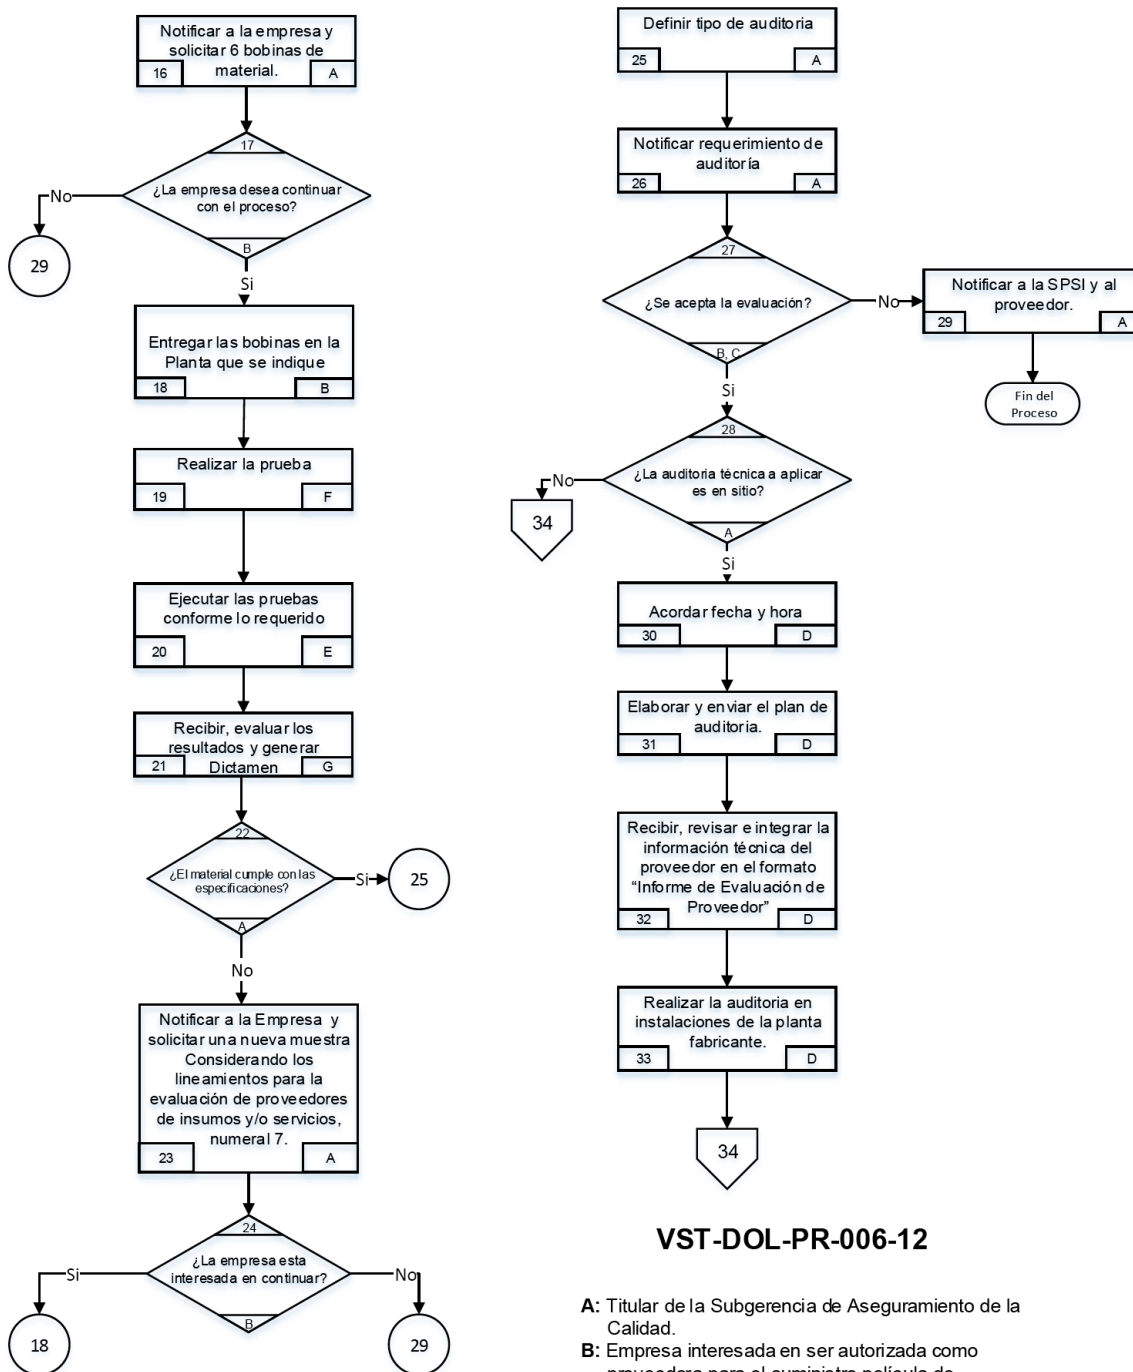 Notificar a la empresa y
solicitar 6 bobinas de
material.
16
A
17
¿La empresa desea continuar
con el proceso?
B
No
29
Si
Entregar las bobinas en la
Planta que se indique
18
B
Realizar la prueba
19
F
Ejecutar las pruebas
conforme lo requerido
20
E
Recibir, evaluar los
resultados y generar
Dictamen
21
G
22
¿El material cumple con las
especificaciones?
A
Si
25
No
Notificar a la Empresa y
solicitar una nueva muestra
Considerando los
lineamientos para la
evaluación de proveedores
de insumos y/o servicios,
numeral 7.
23
A
24
¿La empresa esta
interesada en continuar?
B
Si
18
No
29
Definir tipo de auditoria
25
A
Notificar requerimiento de
auditoría
26
A
27
¿Se acepta la evaluación?
B, C
No
Notificar a la SPSI y al
proveedor.
29
A
Fin del
Proceso
Si
28
¿La auditoria técnica a aplicar
es en sitio?
A
No
34
Si
Acordar fecha y hora
30
D
Elaborar y enviar el plan de
auditoria.
31
D
Recibir, revisar e integrar la
información técnica del
proveedor en el formato
“Informe de Evaluación de
Proveedor”
32
D
Realizar la auditoria en
instalaciones de la planta
fabricante.
33
D
34
VST-DOL-PR-006-12
A: Titular de la Subgerencia de Aseguramiento de la
Calidad.
B: Empresa interesada en ser autorizada como
proveedora para el suministro película de